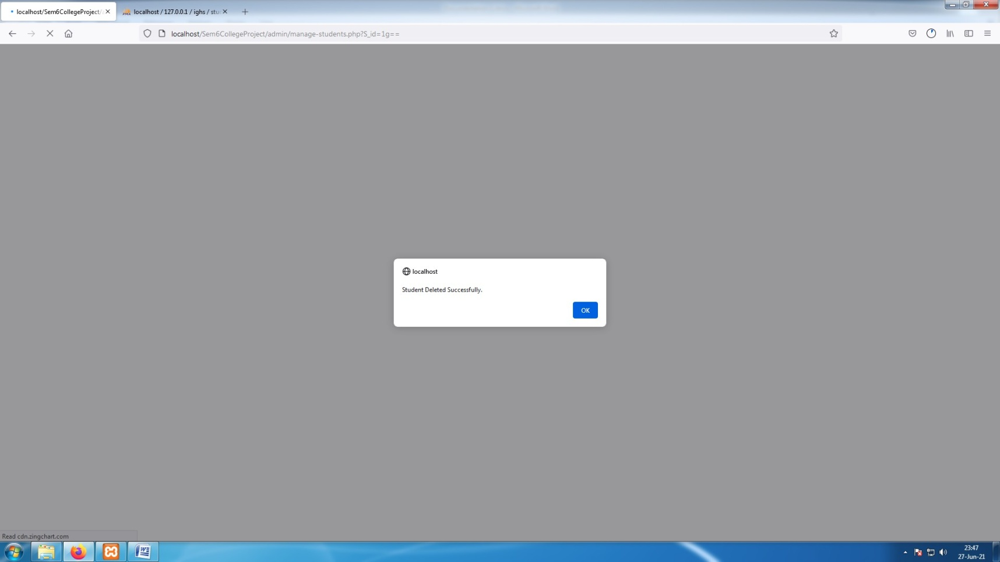 localhost/Sem6CollegeProject/
localhost / 127.0.0.1 / ighs / stu
localhost/Sem6CollegeProject/admin/manage-students.php?S_id=1g==
localhost
Student Deleted Successfully.
OK
Read cdn.zingchart.com
23:47
27-Jun-21